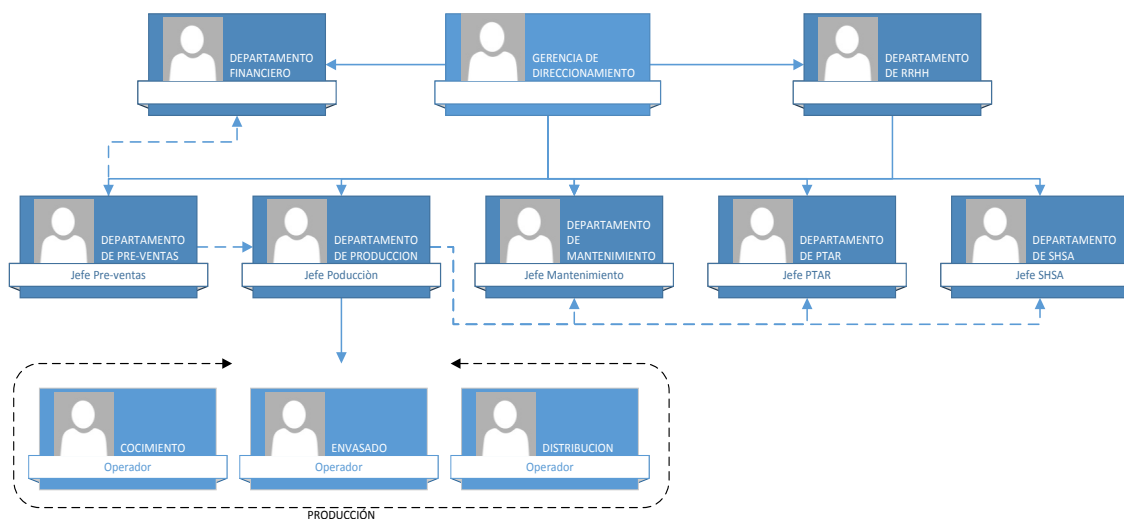 DEPARTAMENTO
FINANCIERO
GERENCIA DE
DIRECCIONAMIENTO
DEPARTAMENTO
DE RRHH
DEPARTAMENTO
DE PRE-VENTAS
Jefe Pre-ventas
DEPARTAMENTO
DE PRODUCCION
Jefe Poducciòn
DEPARTAMENTO
DE
MANTENIMIENTO
Jefe Mantenimiento
DEPARTAMENTO
DE PTAR
Jefe PTAR
DEPARTAMENTO
DE SHSA
Jefe SHSA
COCIMIENTO
Operador
ENVASADO
Operador
DISTRIBUCION
Operador
PRODUCCIÓN